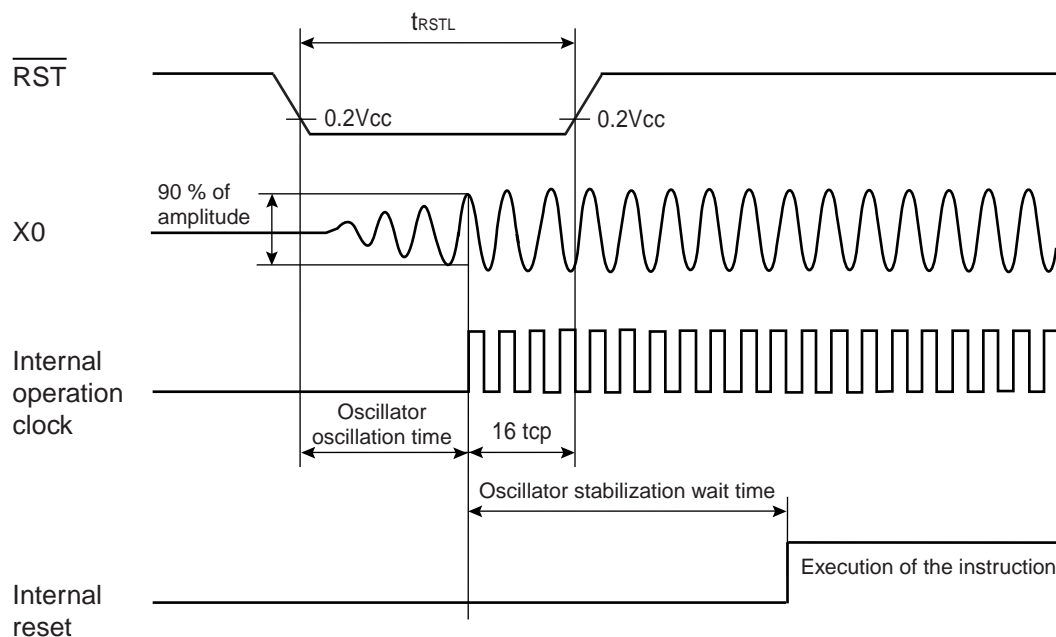 tRSTL
RST
0.2Vcc
0.2Vcc
90 % of
amplitude
X0
Internal
operation
clock
Oscillator
oscillation time
16 tcp
Oscillator stabilization wait time
Execution of the instruction
Internal
reset